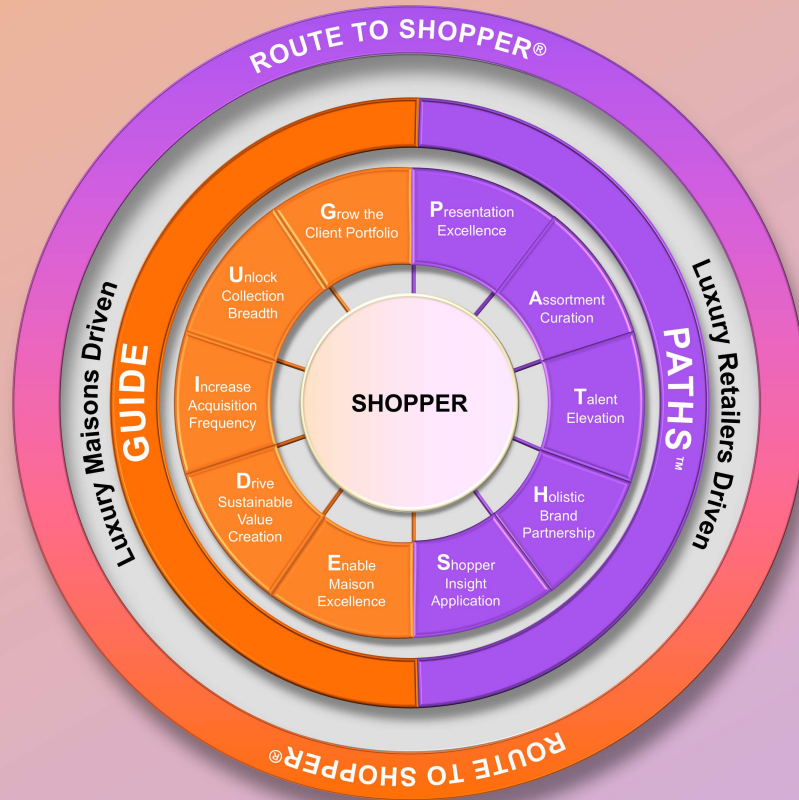 ROUTE TO SHOPPER®
Luxury Maisons Driven
GUIDE
Grow the
Client Portfolio
Unlock
Collection
Breadth
Increase
Acquisition
Frequency
Drive
Sustainable
Value
Creation
Enable
Maison
Excellence
SHOPPER
Presentation
Excellence
Assortment
Curation
Talent
Elevation
Holistic
Brand
Partnership
Shopper
Insight
Application
PATHS™
Luxury Retailers Driven
ROUTE TO SHOPPER®